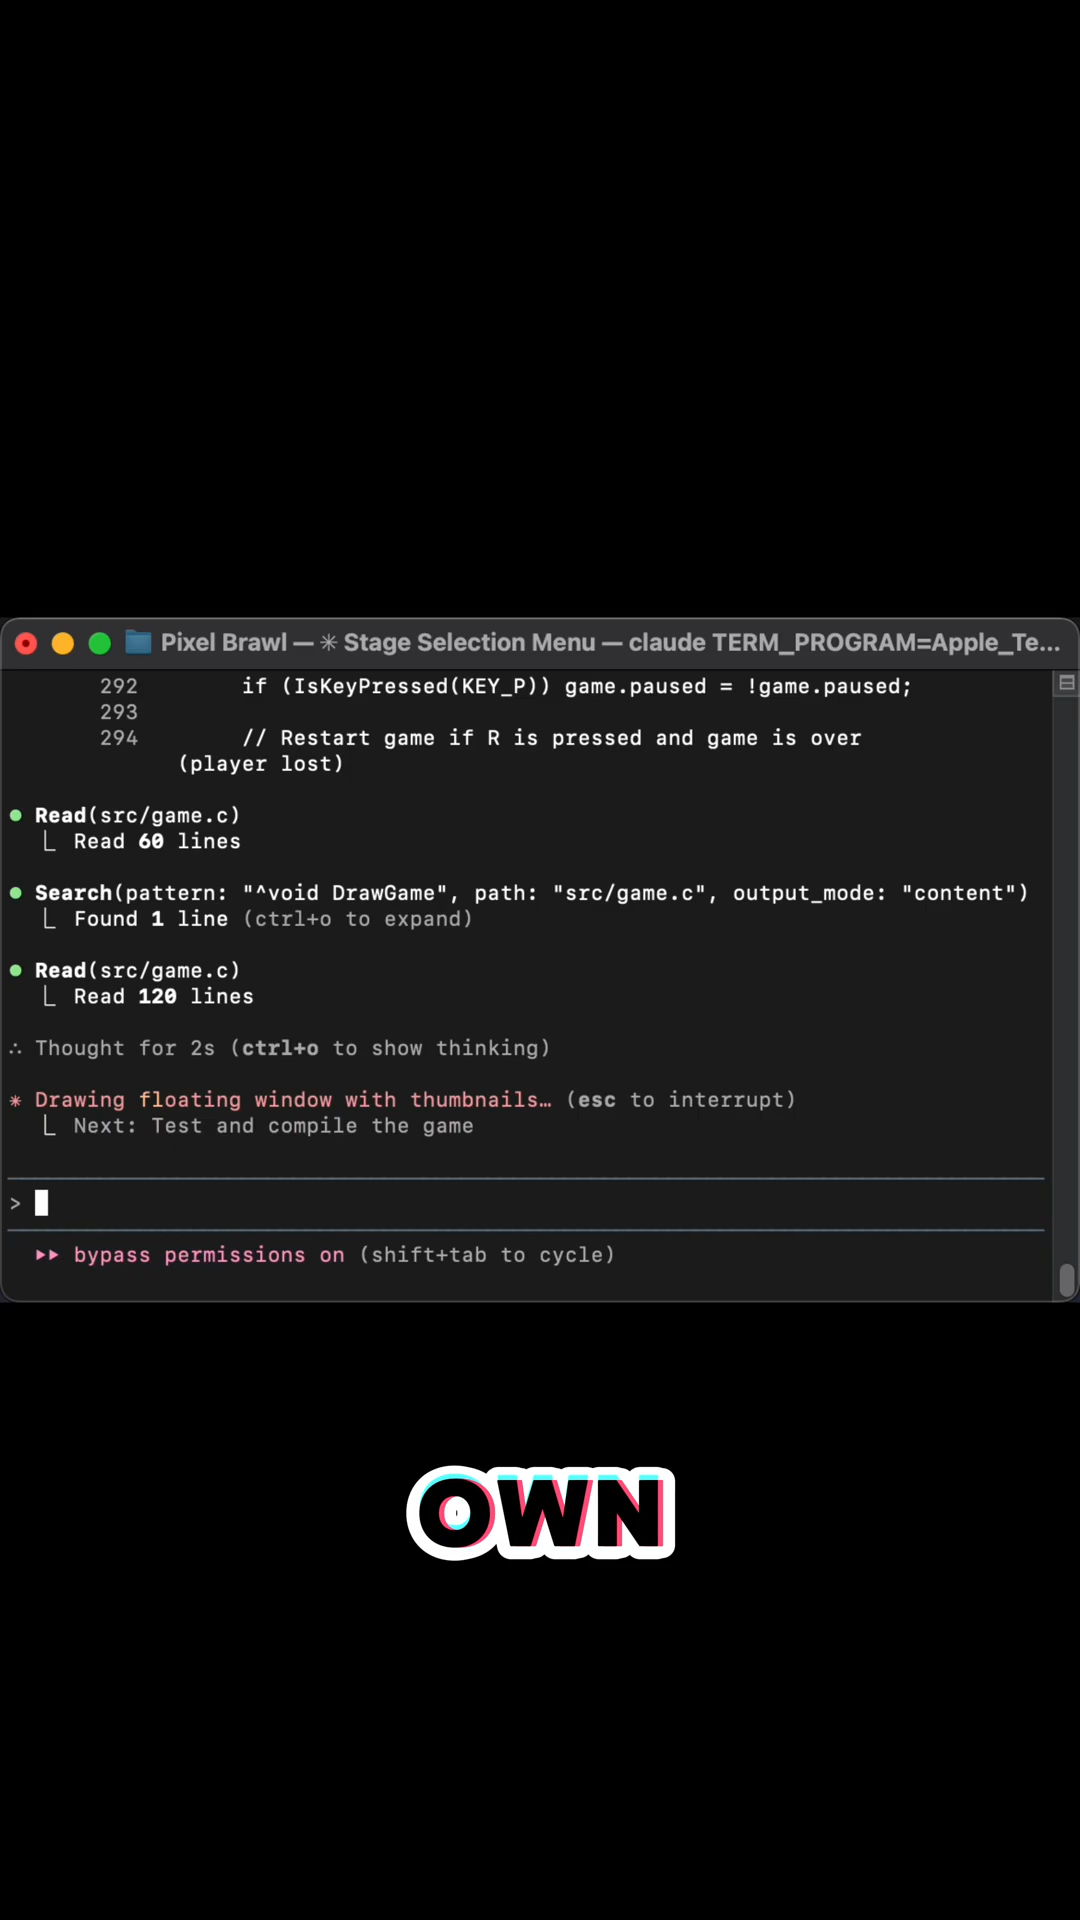 Pixel Brawl — ✳ Stage Selection Menu — claude TERM_PROGRAM=Apple_Te...
292 if (IsKeyPressed(KEY_P)) game.paused = !game.paused;
293
294 // Restart game if R is pressed and game is over
(player lost)
● Read(src/game.c)
⎿ Read 60 lines
● Search(pattern: "^void DrawGame", path: "src/game.c", output_mode: "content")
⎿ Found 1 line (ctrl+o to expand)
● Read(src/game.c)
⎿ Read 120 lines
∴ Thought for 2s (ctrl+o to show thinking)
✳ Drawing floating window with thumbnails… (esc to interrupt)
⎿ Next: Test and compile the game
>
▸▸ bypass permissions on (shift+tab to cycle)
OWN